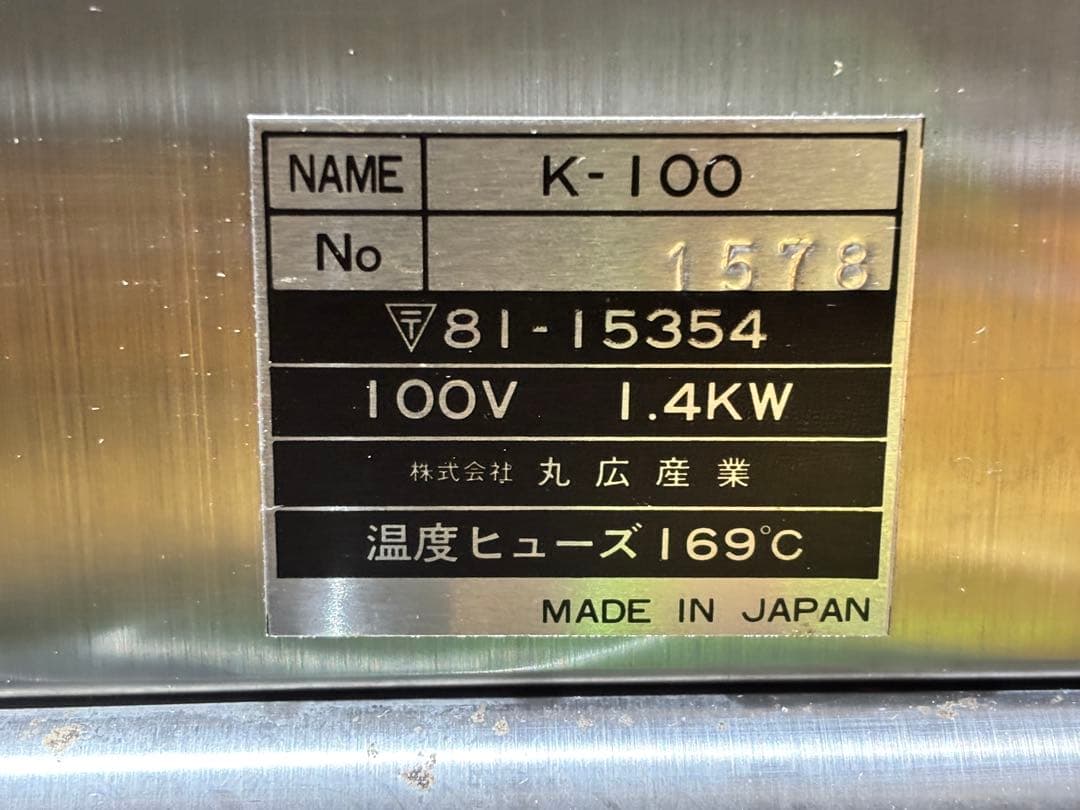 NAME K-100
No 1578
〒81-15354
100V 1.4KW
株式会社 丸広産業
温度ヒューズ169℃
MADE IN JAPAN